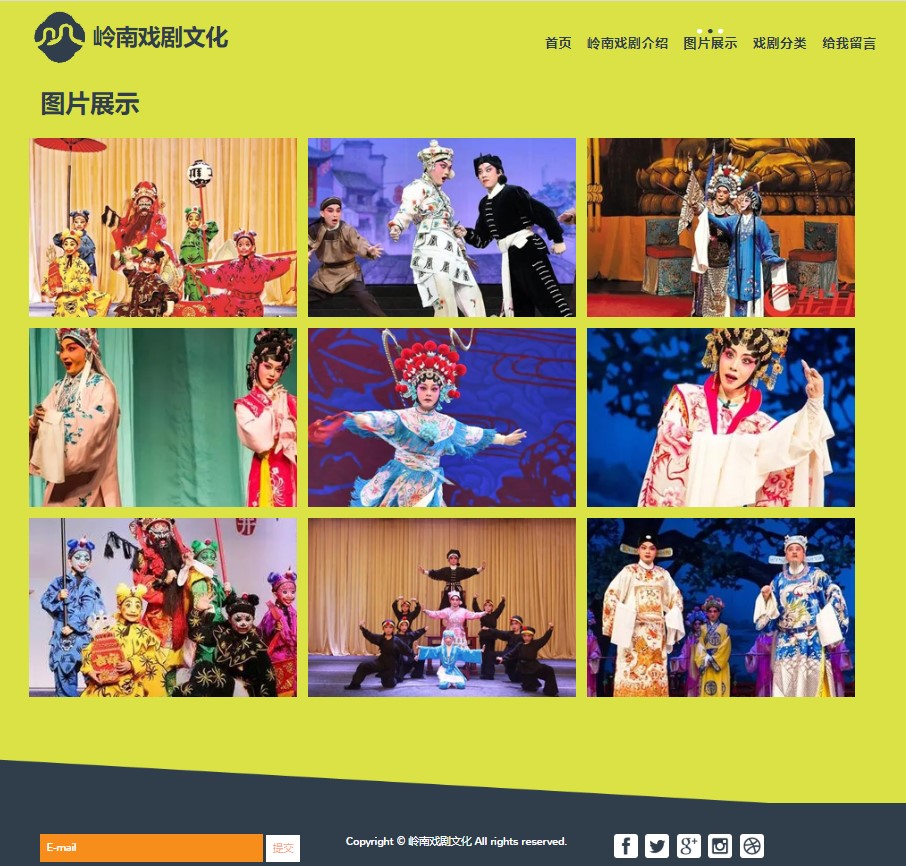 岭南戏剧文化
首页 岭南戏剧介绍 图片展示 戏剧分类 给我留言
图片展示
E-mail
提交
Copyright © 岭南戏剧文化 All rights reserved.